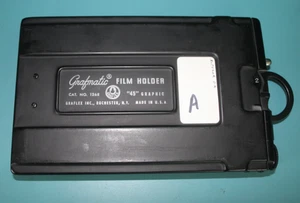 Grafmatic® FILM HOLDER
CAT. NO. 1268 "45" GRAPHIC
GRAFLEX INC., ROCHESTER, N.Y. MADE IN U.S.A.
A